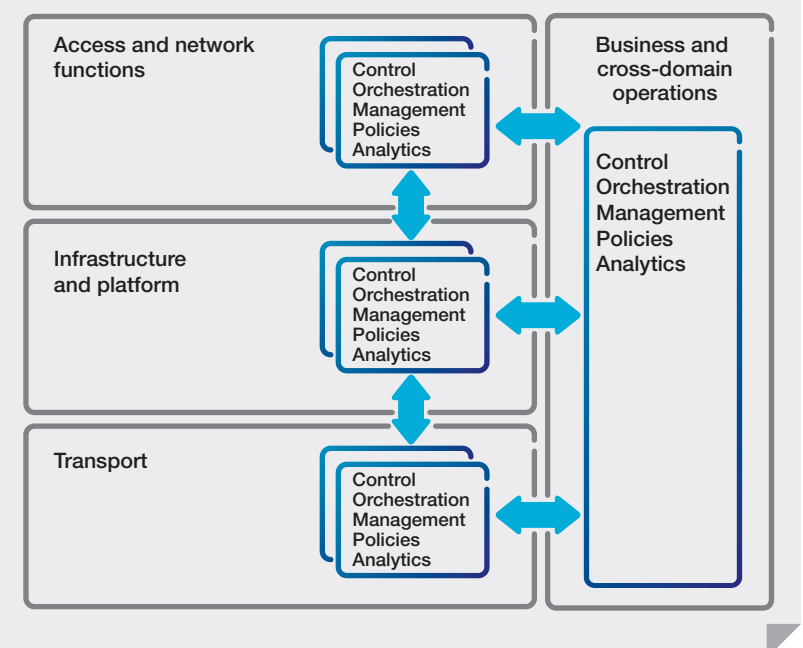 Access and network
functions
Control
Orchestration
Management
Policies
Analytics
Infrastructure
and platform
Control
Orchestration
Management
Policies
Analytics
Transport
Control
Orchestration
Management
Policies
Analytics
Business and
cross-domain
operations
Control
Orchestration
Management
Policies
Analytics